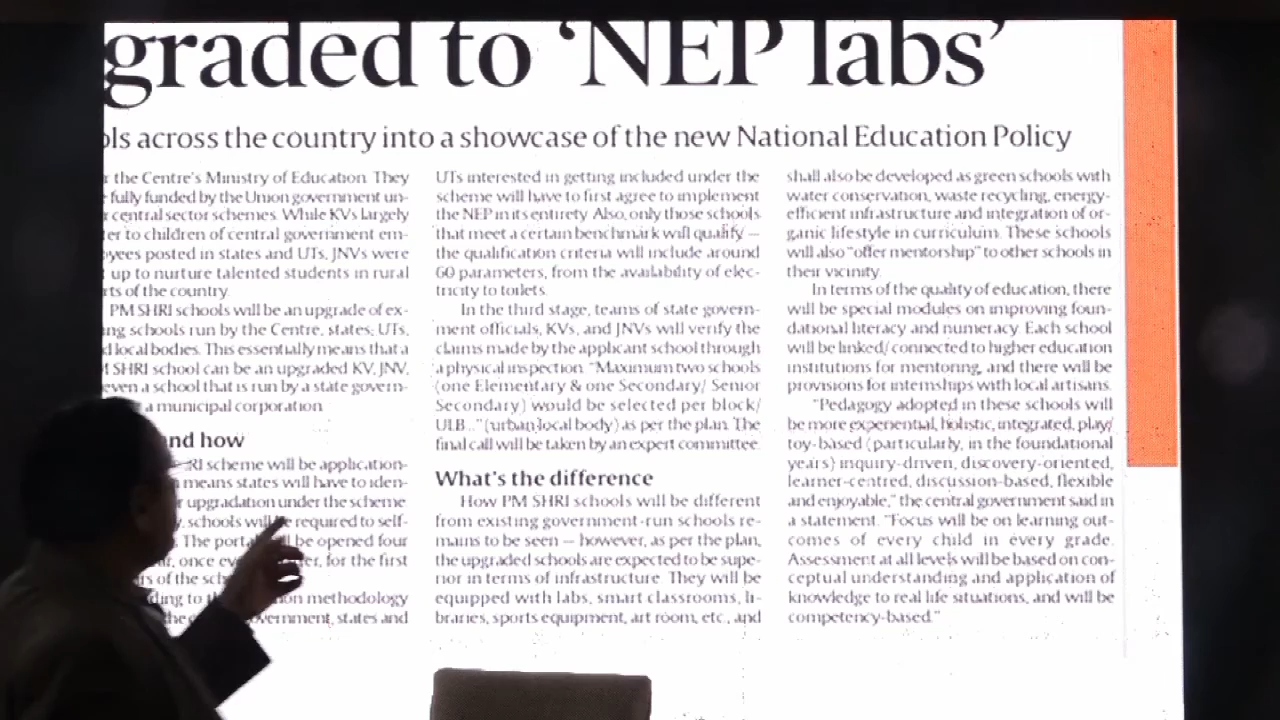 graded to ‘NEP labs’
ols across the country into a showcase of the new National Education Policy
r the Centre's Ministry of Education. They
fully funded by the Union government un-
r central sector schemes. While KVs largely
er to children of central government em-
yees posted in states and UTs, JNVs were
up to nurture talented students in rural
rts of the country.
PM SHRI schools will be an upgrade of ex-
ng schools run by the Centre, states, UTs,
d local bodies. This essentially means that a
SHRI school can be an upgraded KV, JNV,
even a school that is run by a state govern-
a municipal corporation
and how
RI scheme will be application-
means states will have to iden-
r upgradation under the scheme
schools will be required to self-
The portal will be opened four
once every for the first
rs of the
ding to methodology
the government, states and
UTs interested in getting included under the
scheme will have to first agree to implement
the NEP in its entirety. Also, only those schools
that meet a certain benchmark will qualify —
the qualification criteria will include around
60 parameters, from the availability of elec-
tricity to toilets.
In the third stage, teams of state govern-
ment officials, KVs, and JNVs will verify the
claims made by the applicant school through
a physical inspection. "Maximum two schools
(one Elementary & one Secondary/ Senior
Secondary) would be selected per block/
ULB..." (urban local body) as per the plan. The
final call will be taken by an expert committee.
What's the difference
How PM SHRI schools will be different
from existing government-run schools re-
mains to be seen — however, as per the plan,
the upgraded schools are expected to be supe-
rior in terms of infrastructure. They will be
equipped with labs, smart classrooms, li-
braries, sports equipment, art room, etc., and
shall also be developed as green schools with
water conservation, waste recycling, energy-
efficient infrastructure and integration of or-
ganic lifestyle in curriculum. These schools
will also "offer mentorship" to other schools in
their vicinity.
In terms of the quality of education, there
will be special modules on improving foun-
dational literacy and numeracy. Each school
will be linked/ connected to higher education
institutions for mentoring, and there will be
provisions for internships with local artisans.
"Pedagogy adopted in these schools will
be more experiential, holistic, integrated, play/
toy-based (particularly, in the foundational
years) inquiry-driven, discovery-oriented,
learner-centred, discussion-based, flexible
and enjoyable," the central government said in
a statement. "Focus will be on learning out-
comes of every child in every grade.
Assessment at all levels will be based on con-
ceptual understanding and application of
knowledge to real life situations, and will be
competency-based."